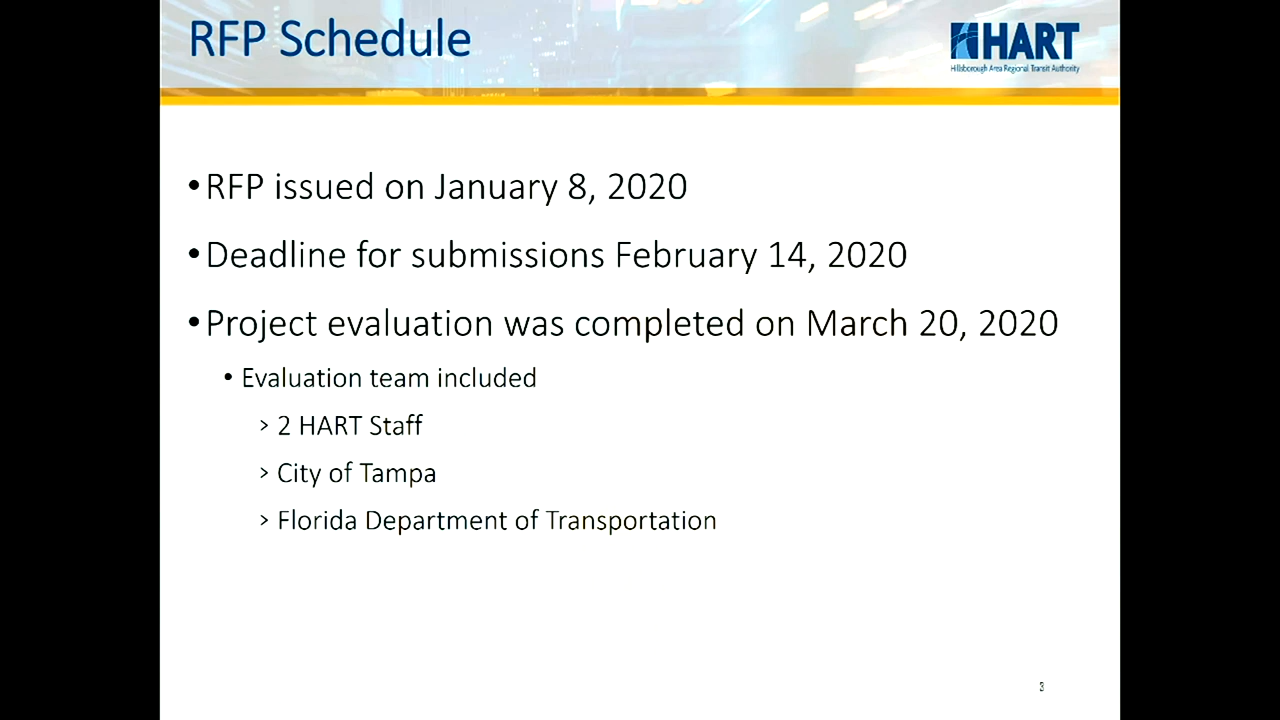 RFP Schedule
HART
Hillsborough Area Regional Transit Authority
•RFP issued on January 8, 2020
•Deadline for submissions February 14, 2020
•Project evaluation was completed on March 20, 2020
• Evaluation team included
> 2 HART Staff
> City of Tampa
> Florida Department of Transportation
3